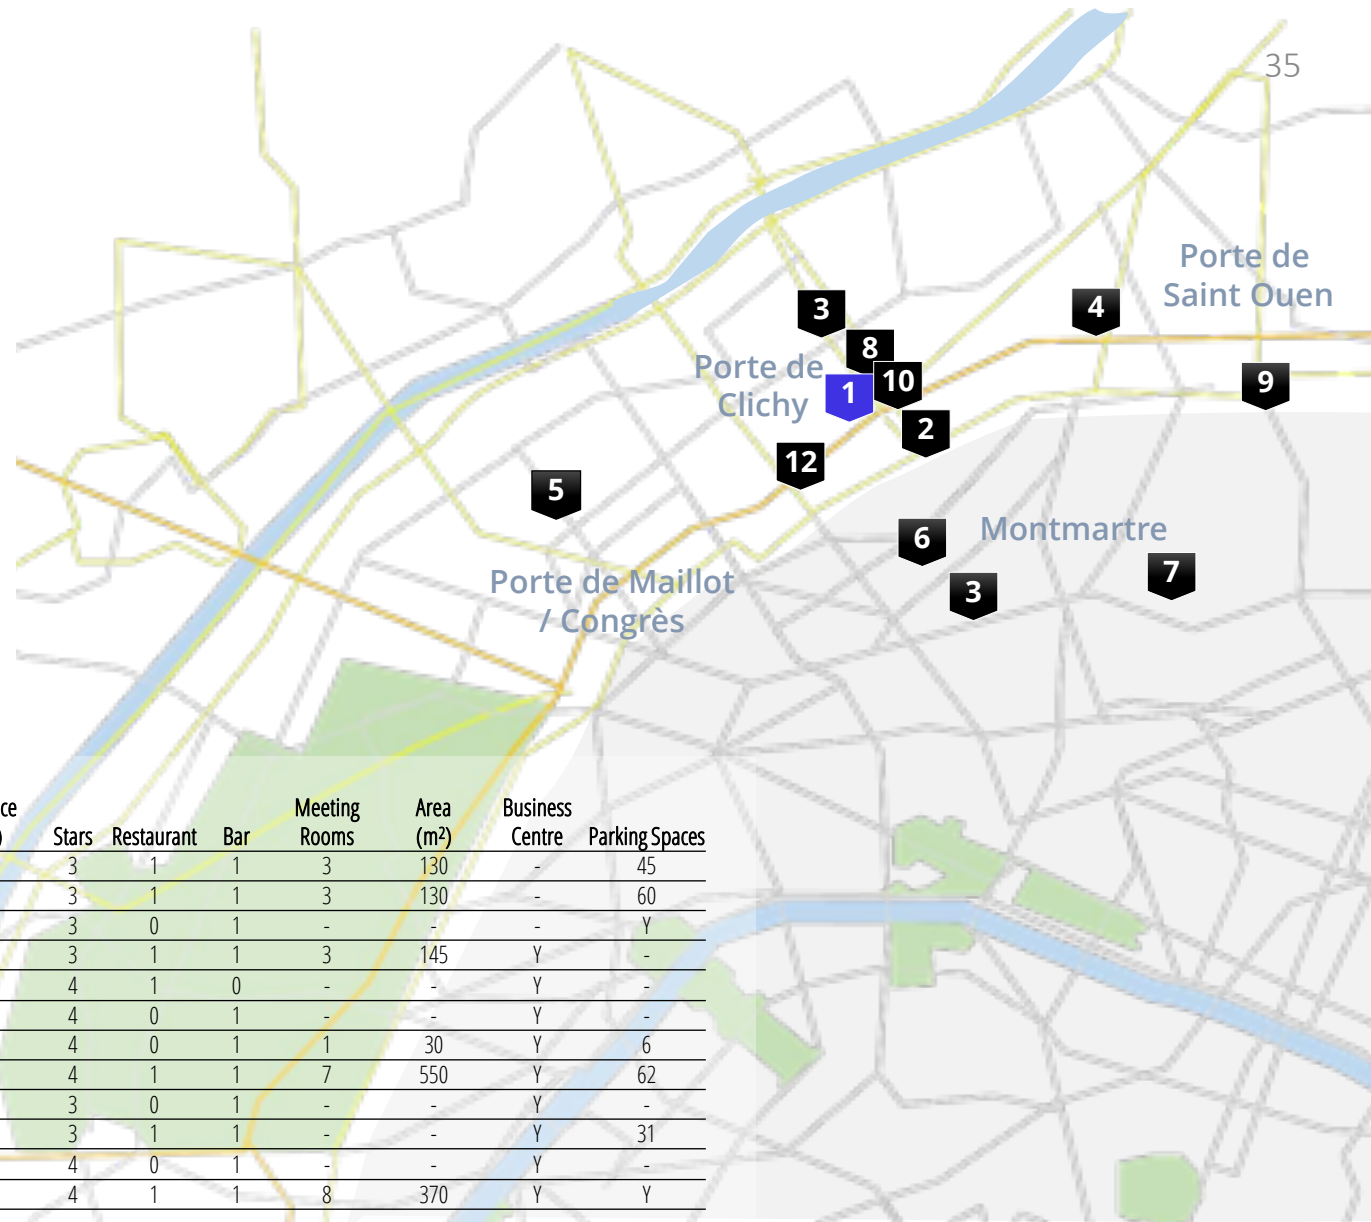 35
Porte de
Saint Ouen
3
4
8
Porte de
Clichy
1
10
9
2
12
5
6
Montmartre
7
Porte de Maillot
/ Congrès
3
ce Meeting Area Business
) Stars Restaurant Bar Rooms (m²) Centre Parking Spaces
3 1 1 3 130 - 45
3 1 1 3 130 - 60
3 0 1 - - - Y
3 1 1 3 145 Y -
4 1 0 - - Y -
4 0 1 - - Y -
4 0 1 1 30 Y 6
4 1 1 7 550 Y 62
3 0 1 - - Y -
3 1 1 - - Y 31
4 0 1 - - Y -
4 1 1 8 370 Y Y